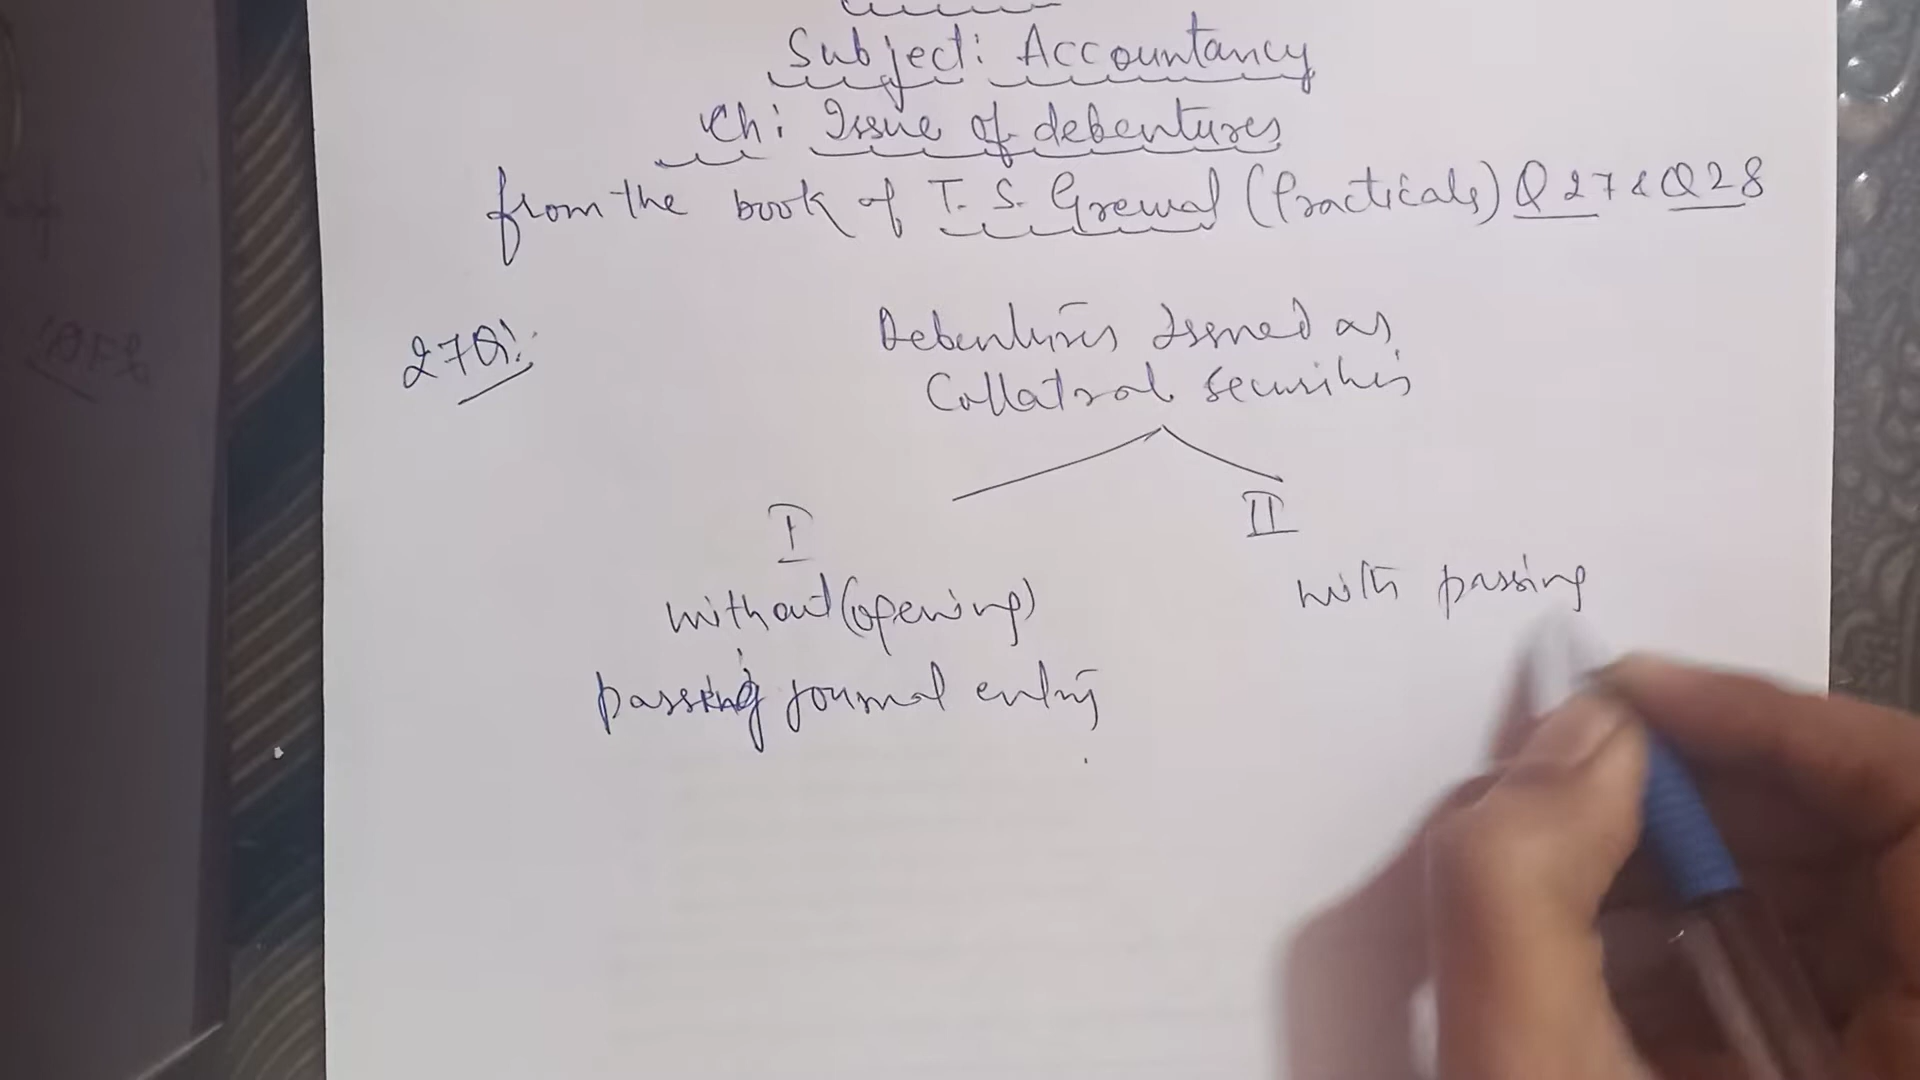 Subject: Accountancy
Ch: Issue of debentures
from the book of T. S. Grewal (Practicals) Q 27 & Q 28
27Q:
Debentures Issued as
Collatral Securities
I
II
without (opening)
with passing
passing journal entry